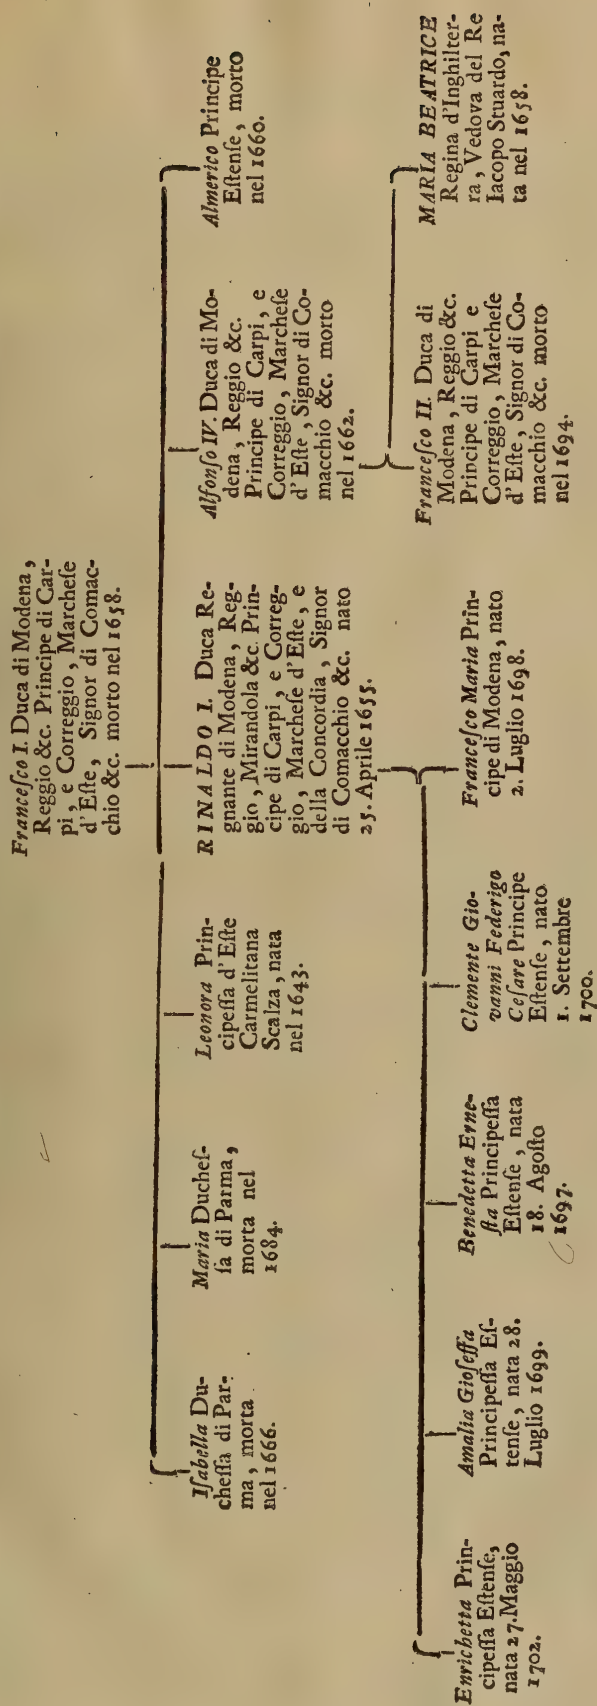 Franceſco I. Duca di Modena,
Reggio &c. Principe di Car-
pi, e Correggio, Marcheſe
d'Eſte, Signor di Comac-
chio &c. morto nel 1658.
Iſabella Du-
cheſſa di Par-
ma, morta
nel 1666.
Maria Ducheſ-
ſa di Parma,
morta nel
1684.
Leonora Prin-
cipeſſa d'Eſte
Carmelitana
Scalza, nata
nel 1643.
RINALDO I. Duca Re-
gnante di Modena, Reg-
gio, Mirandola &c. Prin-
cipe di Carpi, e Correg-
gio, Marcheſe d'Eſte, e
della Concordia, Signor
di Comacchio &c. nato
25. Aprile 1655.
Alfonſo IV. Duca di Mo-
dena, Reggio &c.
Principe di Carpi, e
Correggio, Marcheſe
d'Eſte, Signor di Co-
macchio &c. morto
nel 1662.
Almerico Principe
Eſtenſe, morto
nel 1660.
Enrichetta Prin-
cipeſſa Eſtenſe,
nata 27. Maggio
1702.
Amalia Gioſeffa
Principeſſa Eſ-
tenſe, nata 28.
Luglio 1699.
Benedetta Erne-
ſta Principeſſa
Eſtenſe, nata
18. Agoſto
1697.
Clemente Gio-
vanni Federigo
Ceſare Principe
Eſtenſe, nato
1. Settembre
1700.
Franceſco Maria Prin-
cipe di Modena, nato
2. Luglio 1698.
Franceſco II. Duca di
Modena, Reggio &c.
Principe di Carpi e
Correggio, Marcheſe
d'Eſte, Signor di Co-
macchio &c. morto
nel 1694.
MARIA BEATRICE
Regina d'Inghilter-
ra, Vedova del Re
Iacopo Stuardo, na-
ta nel 1658.